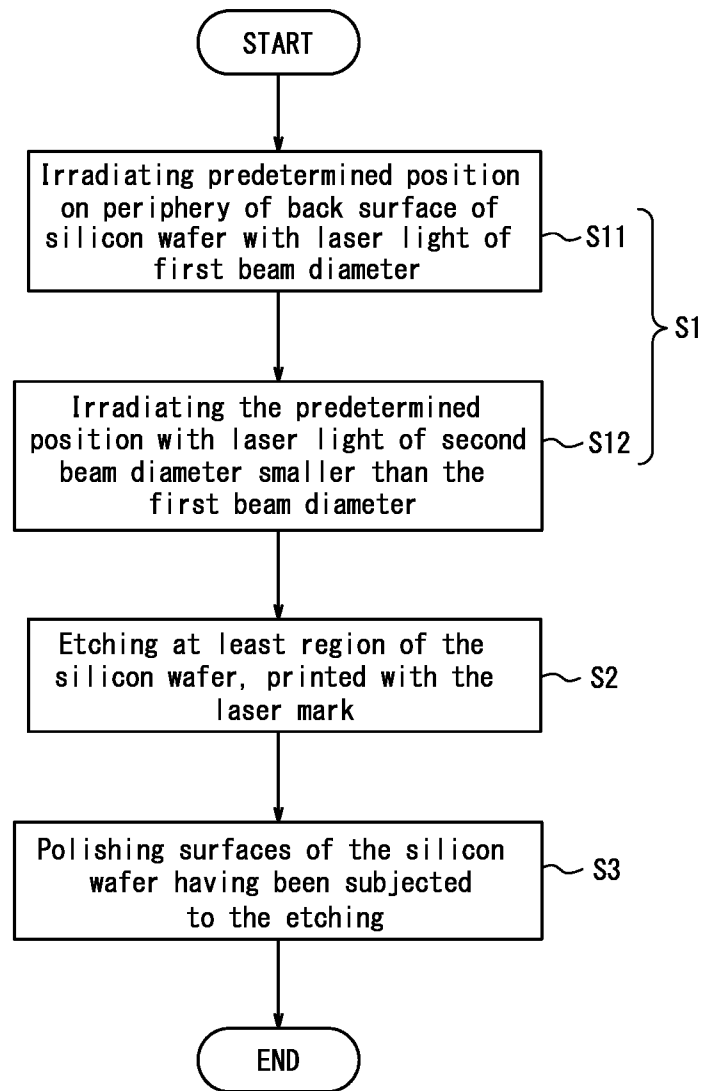 START
Irradiating predetermined position
on periphery of back surface of
silicon wafer with laser light of
first beam diameter
S11
S1
Irradiating the predetermined
position with laser light of second
beam diameter smaller than the
first beam diameter
S12
Etching at least region of the
silicon wafer, printed with the
laser mark
S2
Polishing surfaces of the silicon
wafer having been subjected
to the etching
S3
END